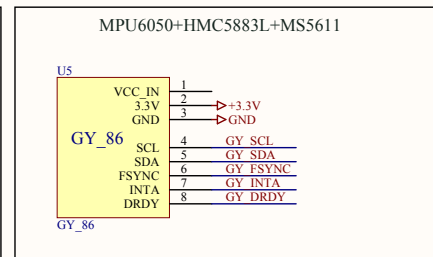 MPU6050+HMC5883L+MS5611
U5
VCC_IN 1
3.3V 2 +3.3V
GND 3 GND
GY_86
SCL 4 GY_SCL
SDA 5 GY_SDA
FSYNC 6 GY_FSYNC
INTA 7 GY_INTA
DRDY 8 GY_DRDY
GY_86